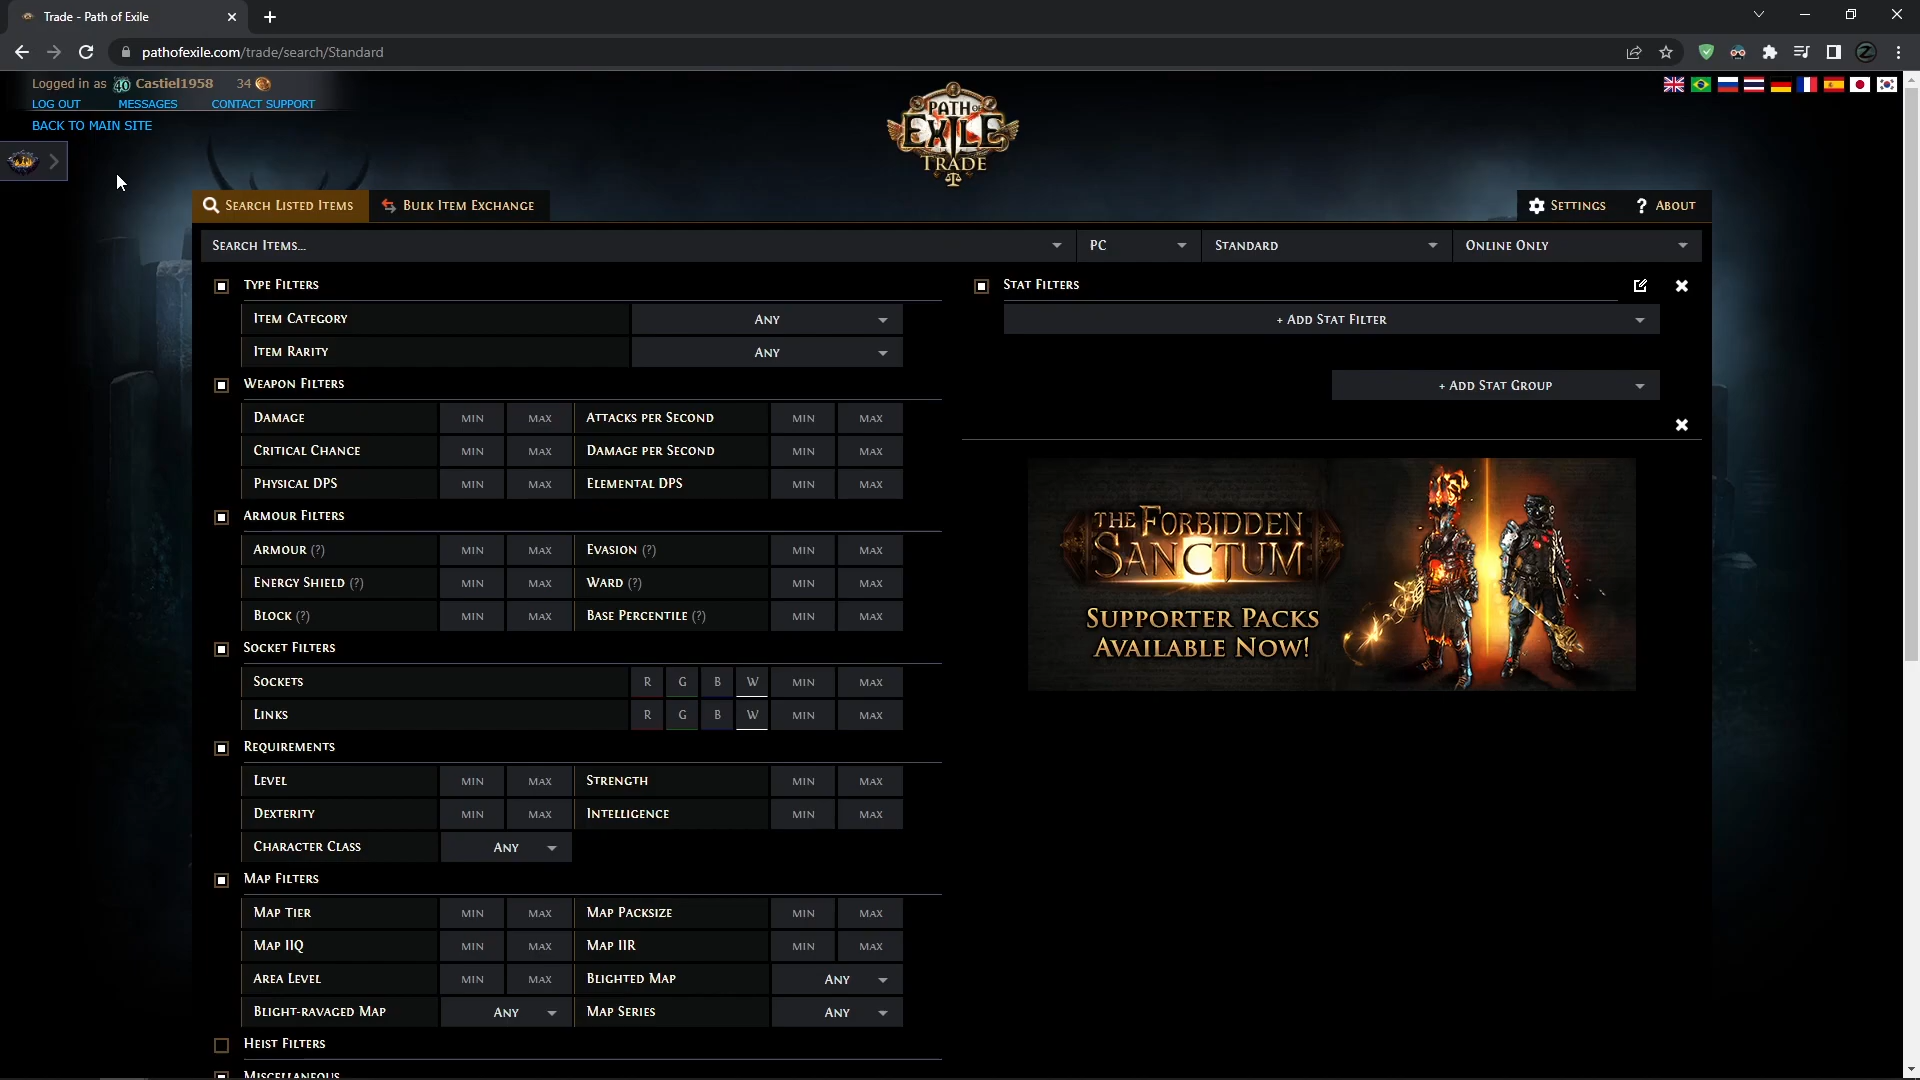 Trade - Path of Exile
pathofexile.com/trade/search/Standard
Logged in as 40 Castiel1958 34
LOG OUT MESSAGES CONTACT SUPPORT
BACK TO MAIN SITE
PATH OF
EXILE
TRADE
Search Listed Items Bulk Item Exchange ? About Settings
Search Items... PC Standard Online Only
Type Filters
Item Category Any
Item Rarity Any
Weapon Filters
Damage MIN MAX Attacks per Second MIN MAX
Critical Chance MIN MAX Damage per Second MIN MAX
Physical DPS MIN MAX Elemental DPS MIN MAX
Armour Filters
Armour (?) MIN MAX Evasion (?) MIN MAX
Energy Shield (?) MIN MAX Ward (?) MIN MAX
Block (?) MIN MAX Base Percentile (?) MIN MAX
Socket Filters
Sockets R G B W MIN MAX
Links R G B W MIN MAX
Requirements
Level MIN MAX Strength MIN MAX
Dexterity MIN MAX Intelligence MIN MAX
Character Class Any
Map Filters
Map Tier MIN MAX Map Packsize MIN MAX
Map IIQ MIN MAX Map IIR MIN MAX
Area Level MIN MAX Blighted Map Any
Blight-ravaged Map Any Map Series Any
Heist Filters
Miscellaneous
Stat Filters
+ Add Stat Filter
+ Add Stat Group
The Forbidden
Sanctum
Supporter Packs
Available Now!